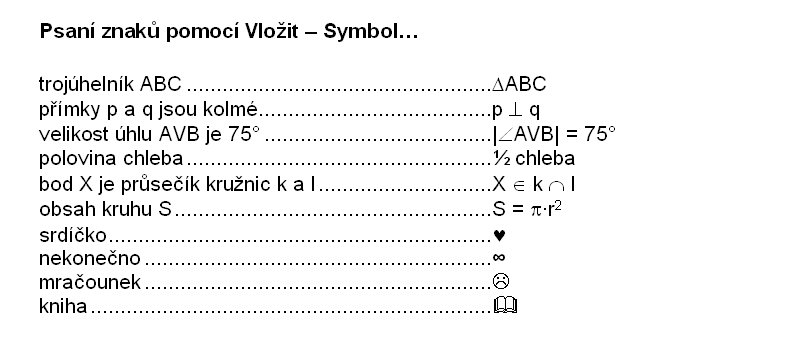 Psaní znaků pomocí Vložit – Symbol…
trojúhelník ABC ....................................................∆ABC
přímky p a q jsou kolmé........................................p ⊥ q
velikost úhlu AVB je 75° .......................................|∠AVB| = 75°
polovina chleba....................................................½ chleba
bod X je průsečík kružnic k a l..............................X ∈ k ∩ l
obsah kruhu S......................................................S = π·r²
srdíčko.................................................................♥
nekonečno ...........................................................∞
mračounek ...........................................................☹
kniha ....................................................................🕮